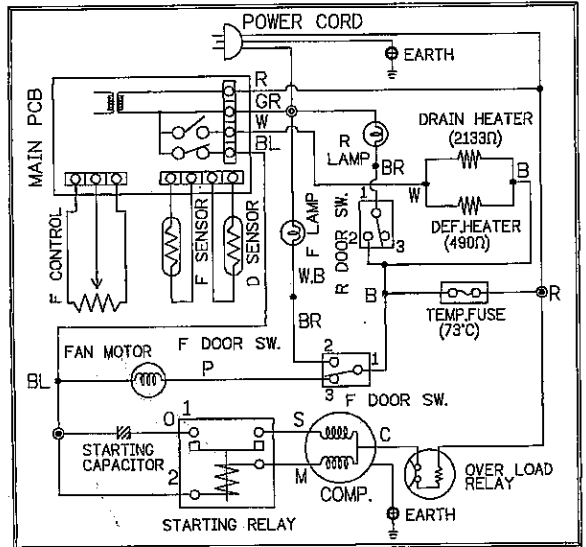 POWER CORD
EARTH
MAIN PCB
R
GR
W
BL
R
LAMP
BR
DRAIN HEATER
(2133Ω)
W
B
DEF.HEATER
(490Ω)
1
2
3
R DOOR SW.
F CONTROL
F SENSOR
D SENSOR
F LAMP
W,B
BR
B
TEMP.FUSE
(73°C)
R
FAN MOTOR
F DOOR SW.
BL
P
2
1
3
F DOOR SW.
STARTING
CAPACITOR
O
1
2
S
M
C
COMP.
OVER LOAD
RELAY
STARTING RELAY
EARTH